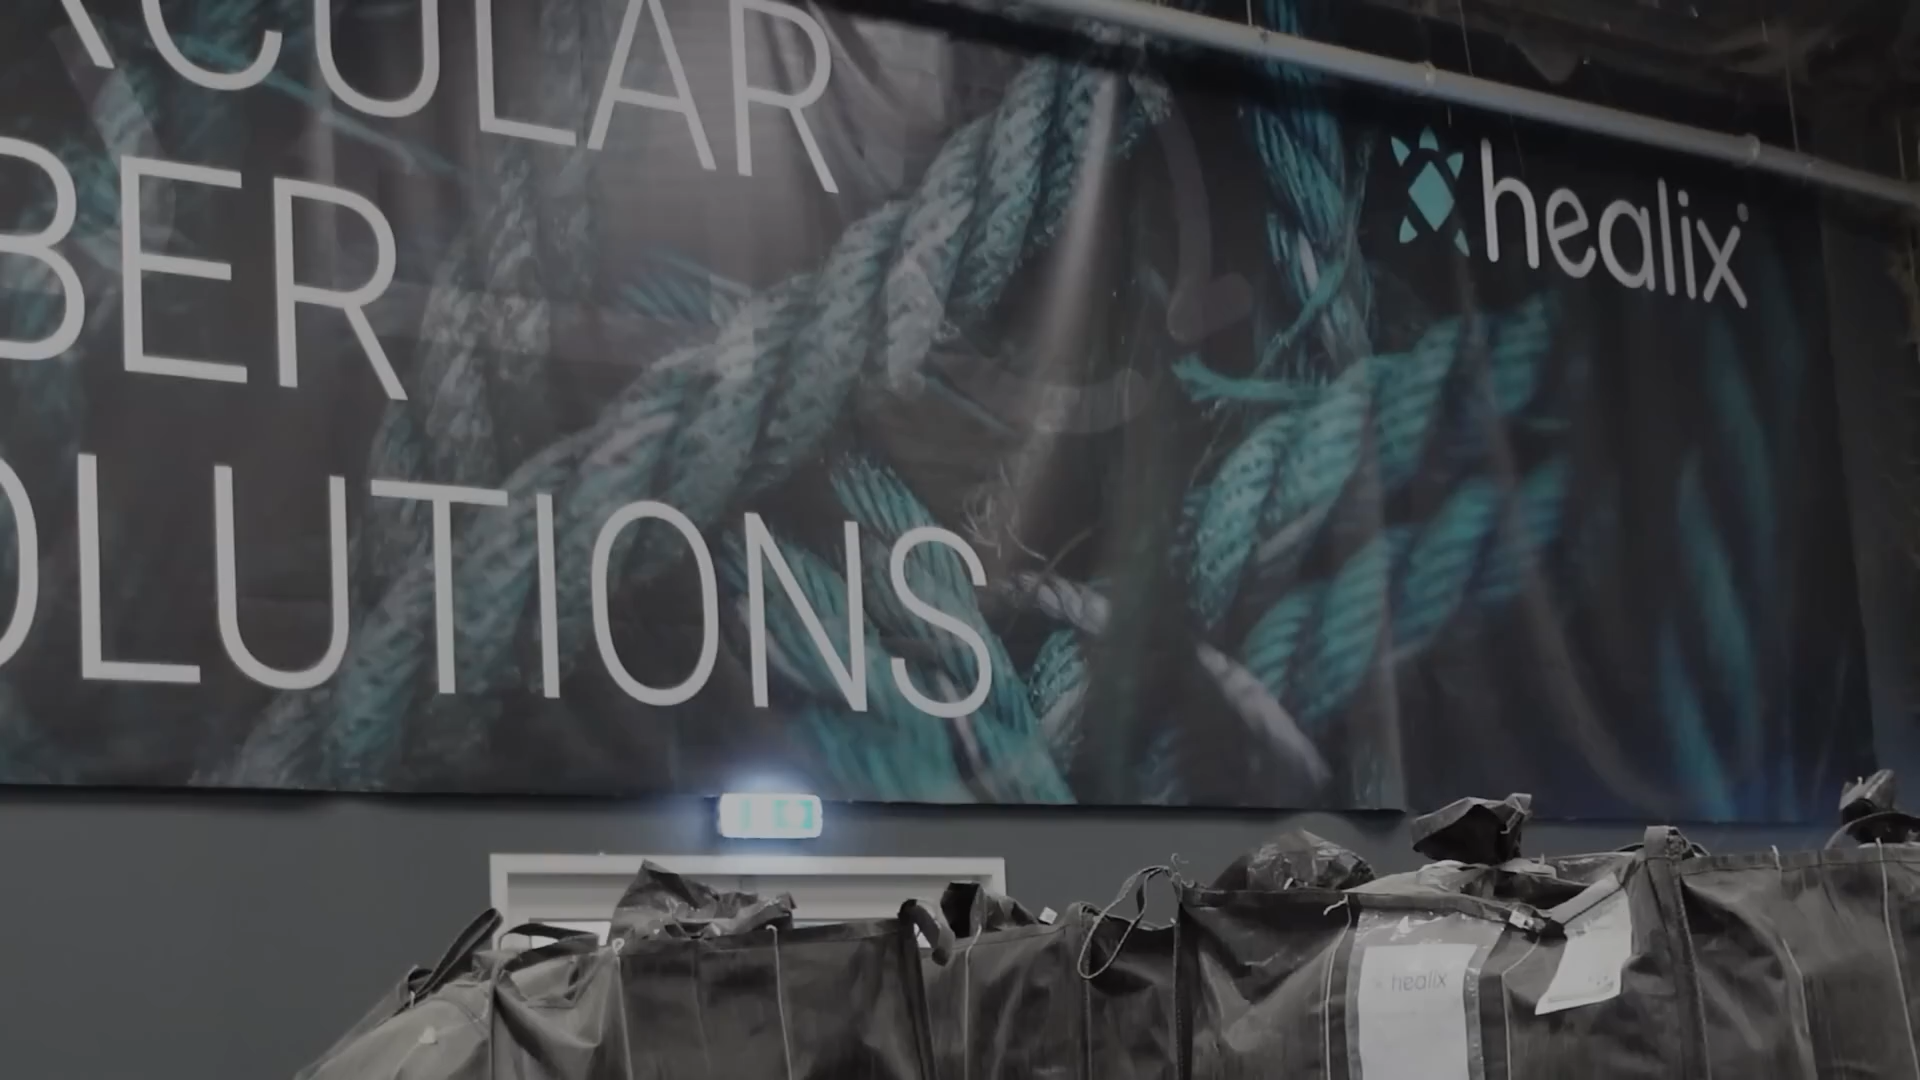 RCULAR
BER
OLUTIONS
healix
healix